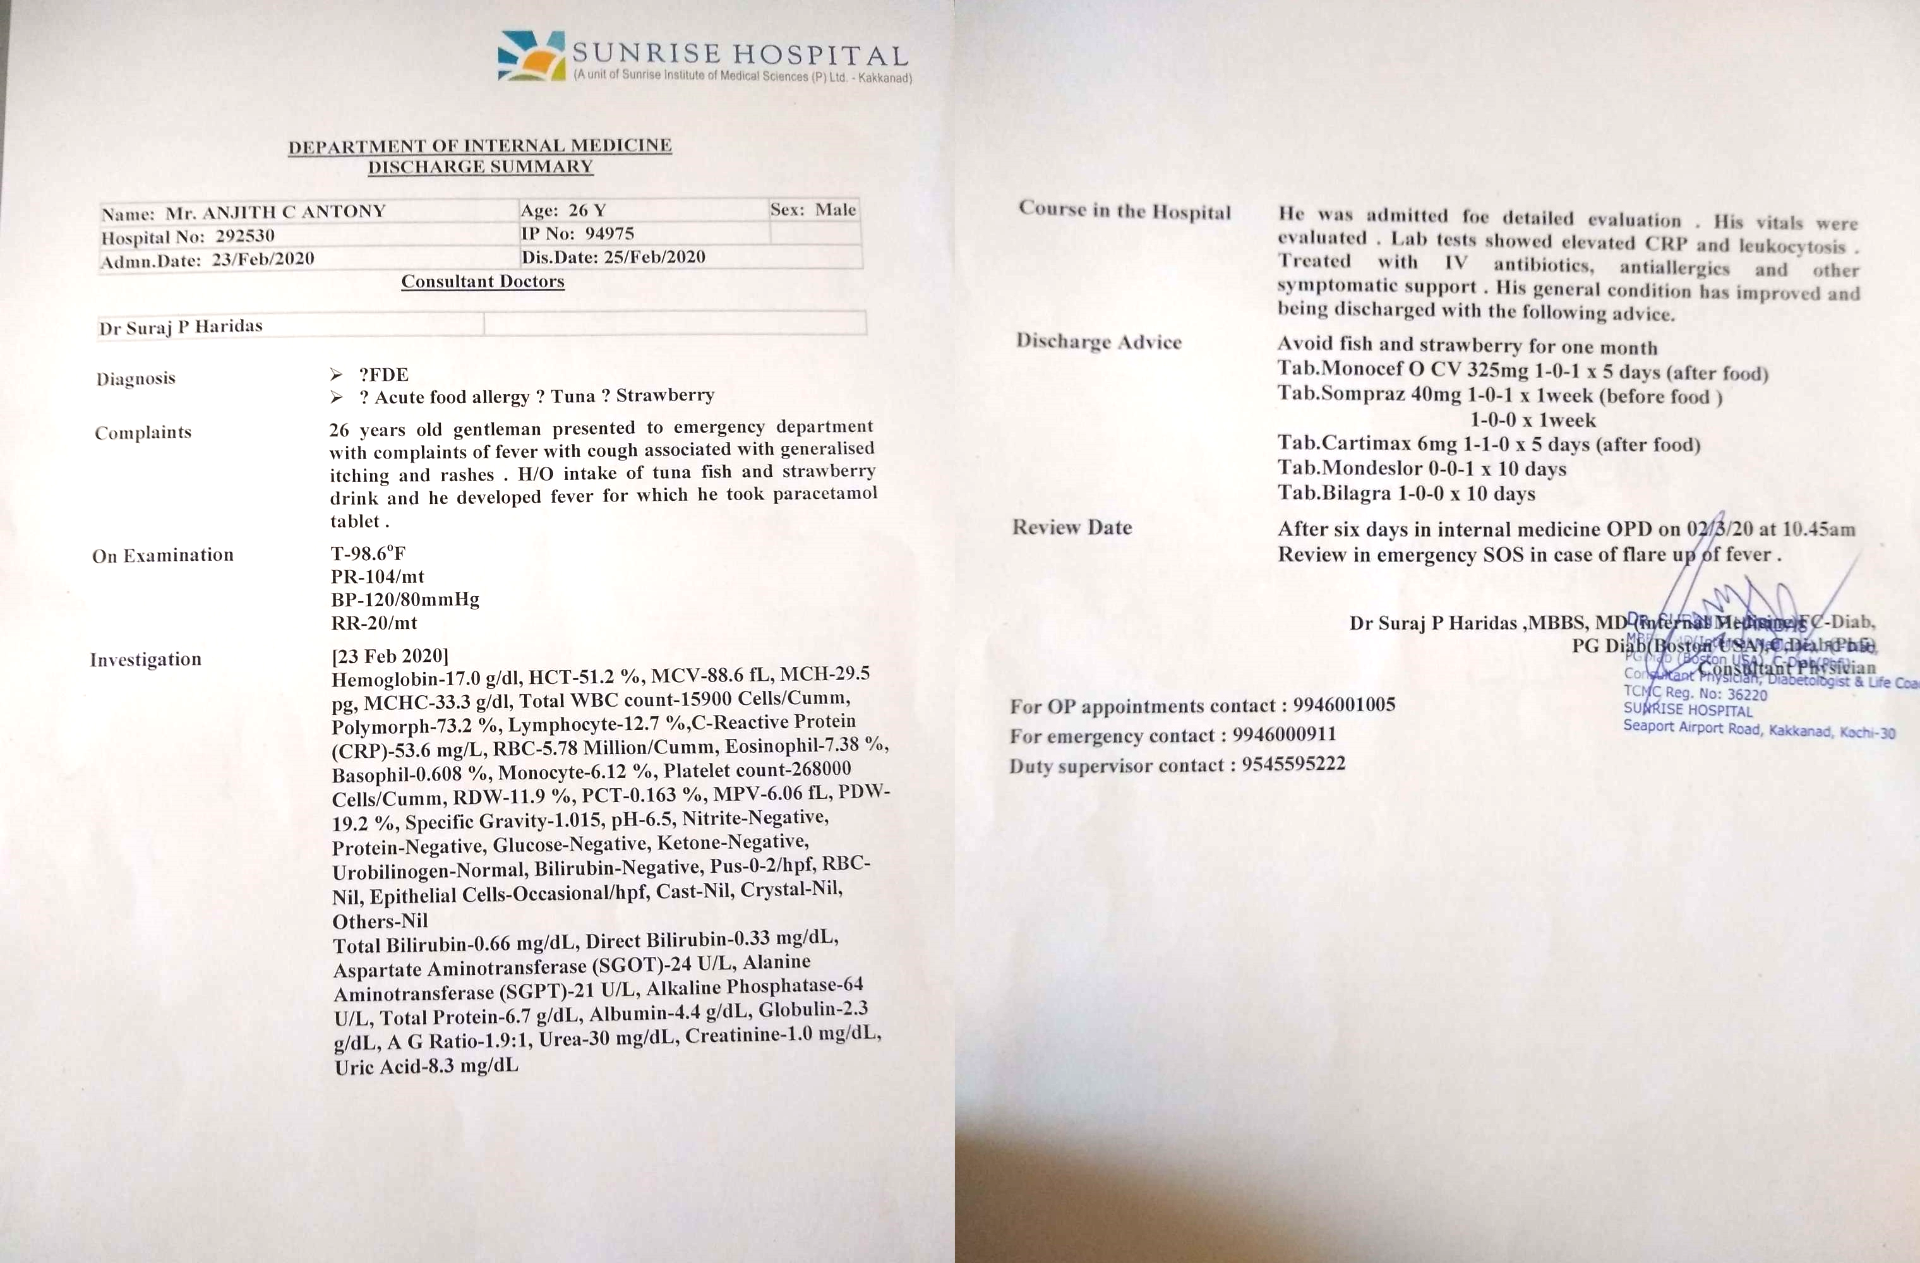 SUNRISE HOSPITAL
(A unit of Sunrise Institute of Medical Sciences (P) Ltd. - Kakkanad)
DEPARTMENT OF INTERNAL MEDICINE
DISCHARGE SUMMARY
Name: Mr. ANJITH C ANTONY Age: 26 Y Sex: Male
Hospital No: 292530 IP No: 94975
Admn.Date: 23/Feb/2020 Dis.Date: 25/Feb/2020
Consultant Doctors
Dr Suraj P Haridas
Diagnosis ➢ ?FDE
➢ ? Acute food allergy ? Tuna ? Strawberry
Complaints 26 years old gentleman presented to emergency department
with complaints of fever with cough associated with generalised
itching and rashes . H/O intake of tuna fish and strawberry
drink and he developed fever for which he took paracetamol
tablet .
On Examination T-98.6°F
PR-104/mt
BP-120/80mmHg
RR-20/mt
Investigation [23 Feb 2020]
Hemoglobin-17.0 g/dl, HCT-51.2 %, MCV-88.6 fL, MCH-29.5
pg, MCHC-33.3 g/dl, Total WBC count-15900 Cells/Cumm,
Polymorph-73.2 %, Lymphocyte-12.7 %,C-Reactive Protein
(CRP)-53.6 mg/L, RBC-5.78 Million/Cumm, Eosinophil-7.38 %,
Basophil-0.608 %, Monocyte-6.12 %, Platelet count-268000
Cells/Cumm, RDW-11.9 %, PCT-0.163 %, MPV-6.06 fL, PDW-
19.2 %, Specific Gravity-1.015, pH-6.5, Nitrite-Negative,
Protein-Negative, Glucose-Negative, Ketone-Negative,
Urobilinogen-Normal, Bilirubin-Negative, Pus-0-2/hpf, RBC-
Nil, Epithelial Cells-Occasional/hpf, Cast-Nil, Crystal-Nil,
Others-Nil
Total Bilirubin-0.66 mg/dL, Direct Bilirubin-0.33 mg/dL,
Aspartate Aminotransferase (SGOT)-24 U/L, Alanine
Aminotransferase (SGPT)-21 U/L, Alkaline Phosphatase-64
U/L, Total Protein-6.7 g/dL, Albumin-4.4 g/dL, Globulin-2.3
g/dL, A G Ratio-1.9:1, Urea-30 mg/dL, Creatinine-1.0 mg/dL,
Uric Acid-8.3 mg/dL
Course in the Hospital He was admitted foe detailed evaluation . His vitals were
evaluated . Lab tests showed elevated CRP and leukocytosis .
Treated with IV antibiotics, antiallergics and other
symptomatic support . His general condition has improved and
being discharged with the following advice.
Discharge Advice Avoid fish and strawberry for one month
Tab.Monocef O CV 325mg 1-0-1 x 5 days (after food)
Tab.Sompraz 40mg 1-0-1 x 1week (before food )
1-0-0 x 1week
Tab.Cartimax 6mg 1-1-0 x 5 days (after food)
Tab.Mondeslor 0-0-1 x 10 days
Tab.Bilagra 1-0-0 x 10 days
Review Date After six days in internal medicine OPD on 02/3/20 at 10.45am
Review in emergency SOS in case of flare up of fever .
Dr Suraj P Haridas ,MBBS, MD (Internal Medicine)FC-Diab,
PG Diab(Boston USA),C.Diab
Consultant Physician
Consultant Physician, Diabetologist & Life Coa
TCMC Reg. No: 36220
SUNRISE HOSPITAL
Seaport Airport Road, Kakkanad, Kochi-30
For OP appointments contact : 9946001005
For emergency contact : 9946000911
Duty supervisor contact : 9545595222